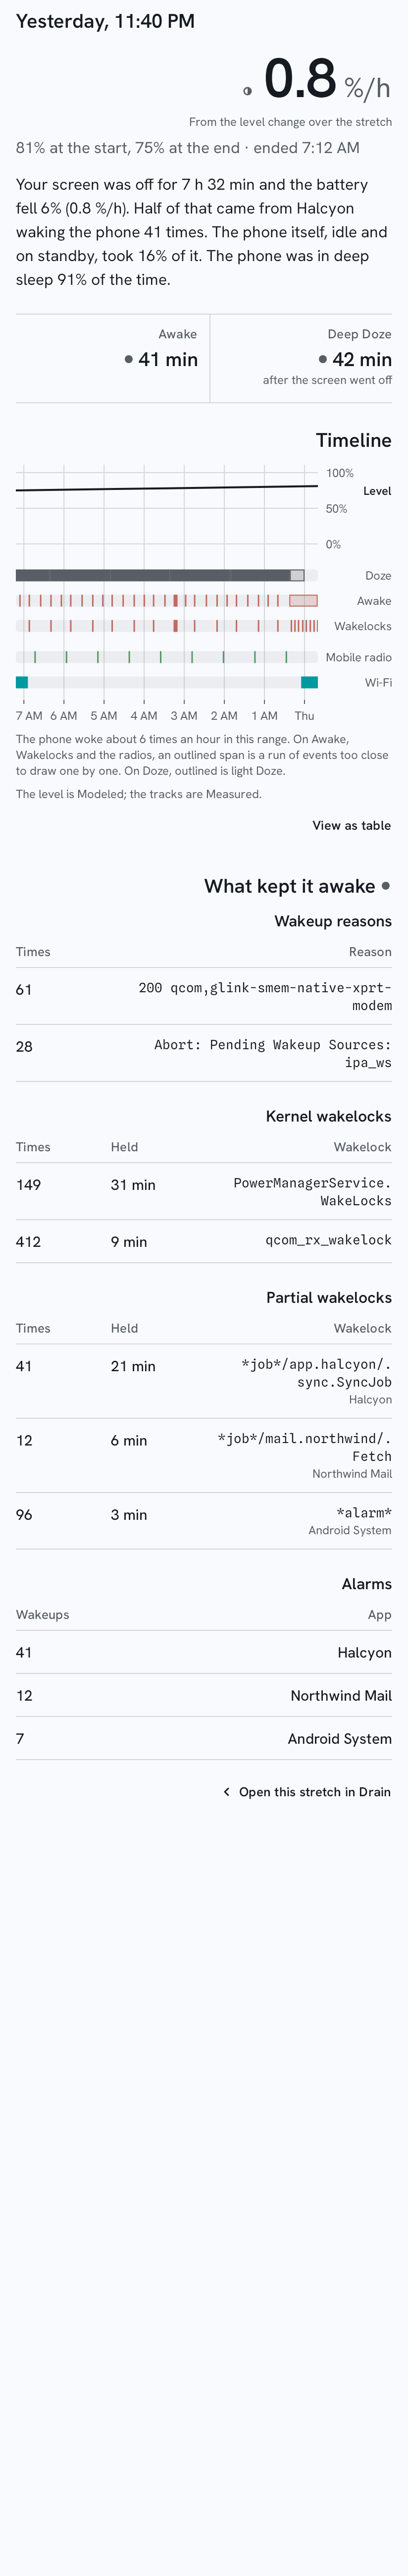 Yesterday, 11:40 PM
0.8 %/h
From the level change over the stretch
81% at the start, 75% at the end · ended 7:12 AM
Your screen was off for 7 h 32 min and the battery
fell 6% (0.8 %/h). Half of that came from Halcyon
waking the phone 41 times. The phone itself, idle and
on standby, took 16% of it. The phone was in deep
sleep 91% of the time.
Awake
41 min
Deep Doze
42 min
after the screen went off
Timeline
100%
Level
50%
0%
Doze
Awake
Wakelocks
Mobile radio
Wi-Fi
7 AM 6 AM 5 AM 4 AM 3 AM 2 AM 1 AM Thu
The phone woke about 6 times an hour in this range. On Awake,
Wakelocks and the radios, an outlined span is a run of events too close
to draw one by one. On Doze, outlined is light Doze.
The level is Modeled; the tracks are Measured.
View as table
What kept it awake
Wakeup reasons
Times Reason
61 200 qcom,glink-smem-native-xprt-
modem
28 Abort: Pending Wakeup Sources:
ipa_ws
Kernel wakelocks
Times Held Wakelock
149 31 min PowerManagerService.
WakeLocks
412 9 min qcom_rx_wakelock
Partial wakelocks
Times Held Wakelock
41 21 min *job*/app.halcyon/.
sync.SyncJob
Halcyon
12 6 min *job*/mail.northwind/.
Fetch
Northwind Mail
96 3 min *alarm*
Android System
Alarms
Wakeups App
41 Halcyon
12 Northwind Mail
7 Android System
Open this stretch in Drain